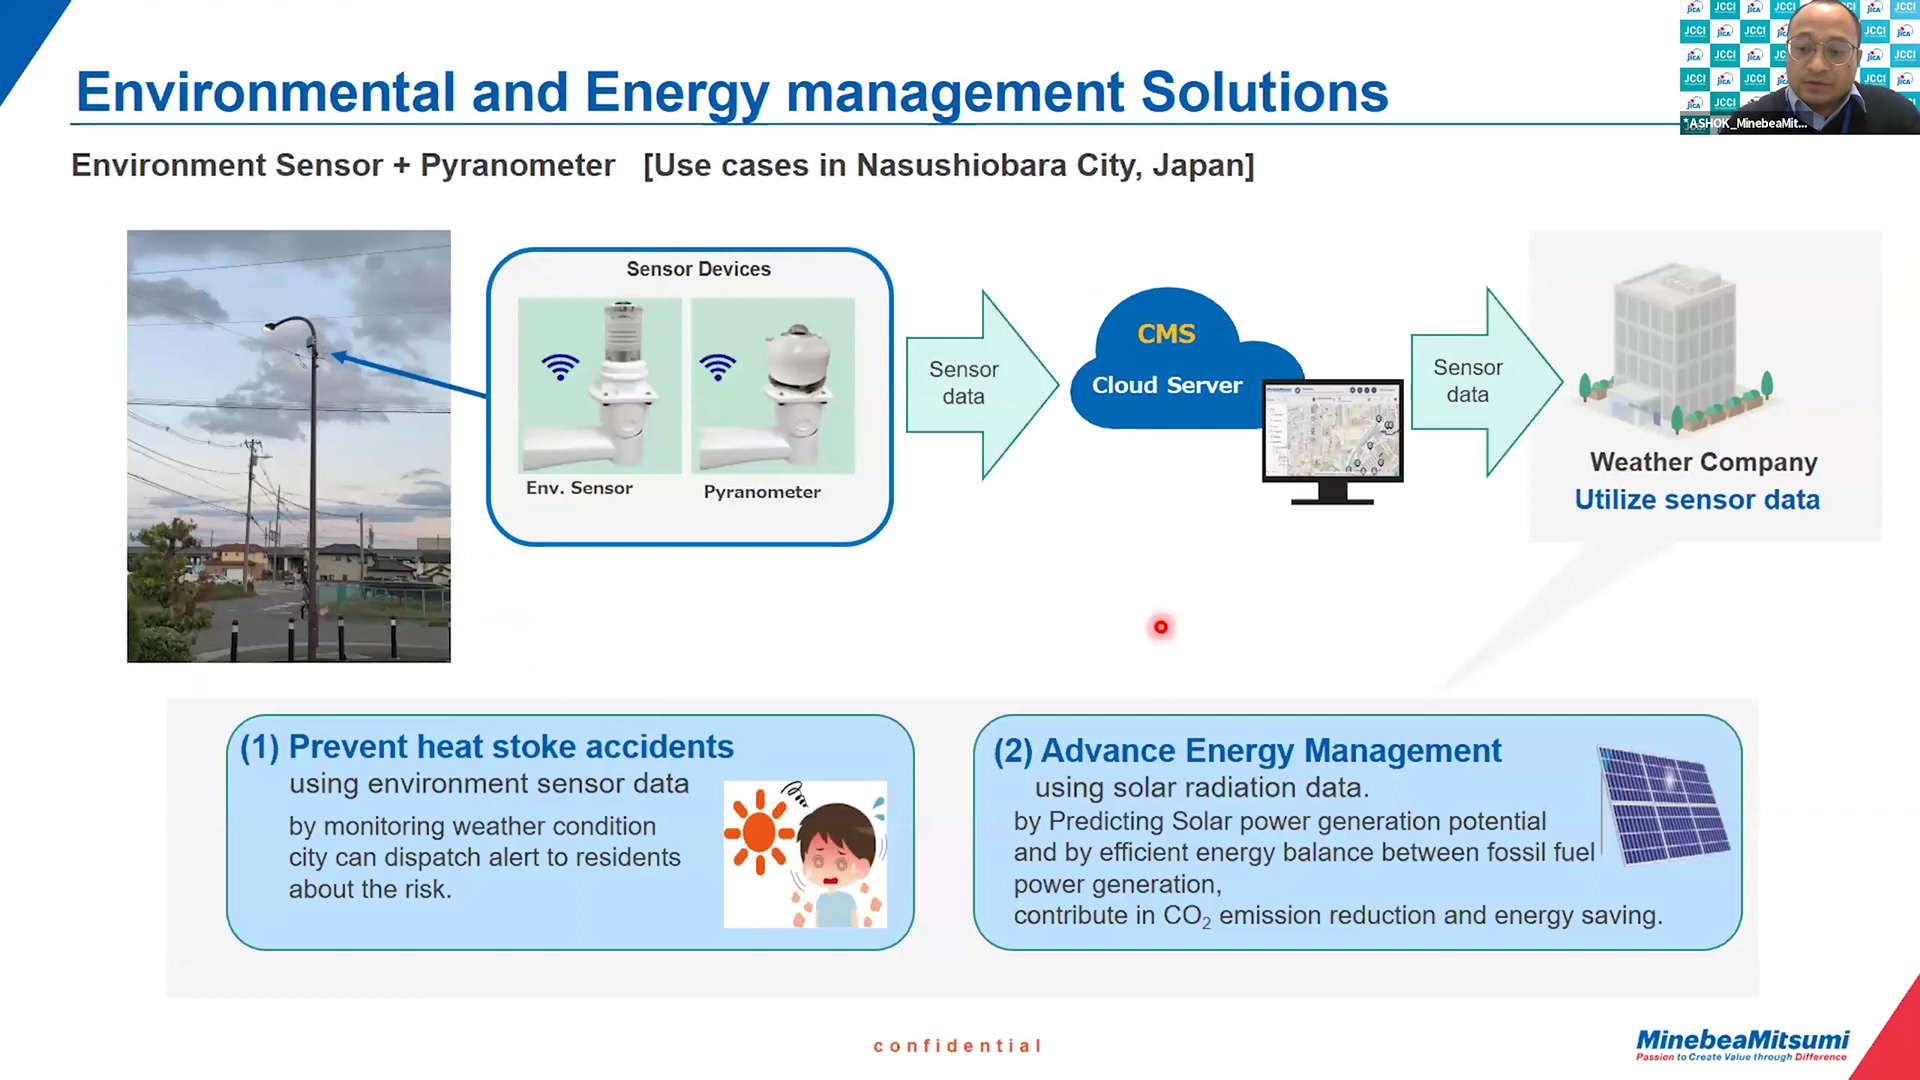 Environmental and Energy management Solutions
Environment Sensor + Pyranometer [Use cases in Nasushiobara City, Japan]
*ASHOK_MinebeaMit...
Sensor Devices
Env. Sensor
Pyranometer
Sensor
data
CMS
Cloud Server
Sensor
data
Weather Company
Utilize sensor data
(1) Prevent heat stoke accidents
using environment sensor data
by monitoring weather condition
city can dispatch alert to residents
about the risk.
(2) Advance Energy Management
using solar radiation data.
by Predicting Solar power generation potential
and by efficient energy balance between fossil fuel
power generation,
contribute in CO2 emission reduction and energy saving.
confidential
MinebeaMitsumi
Passion to Create Value through Difference